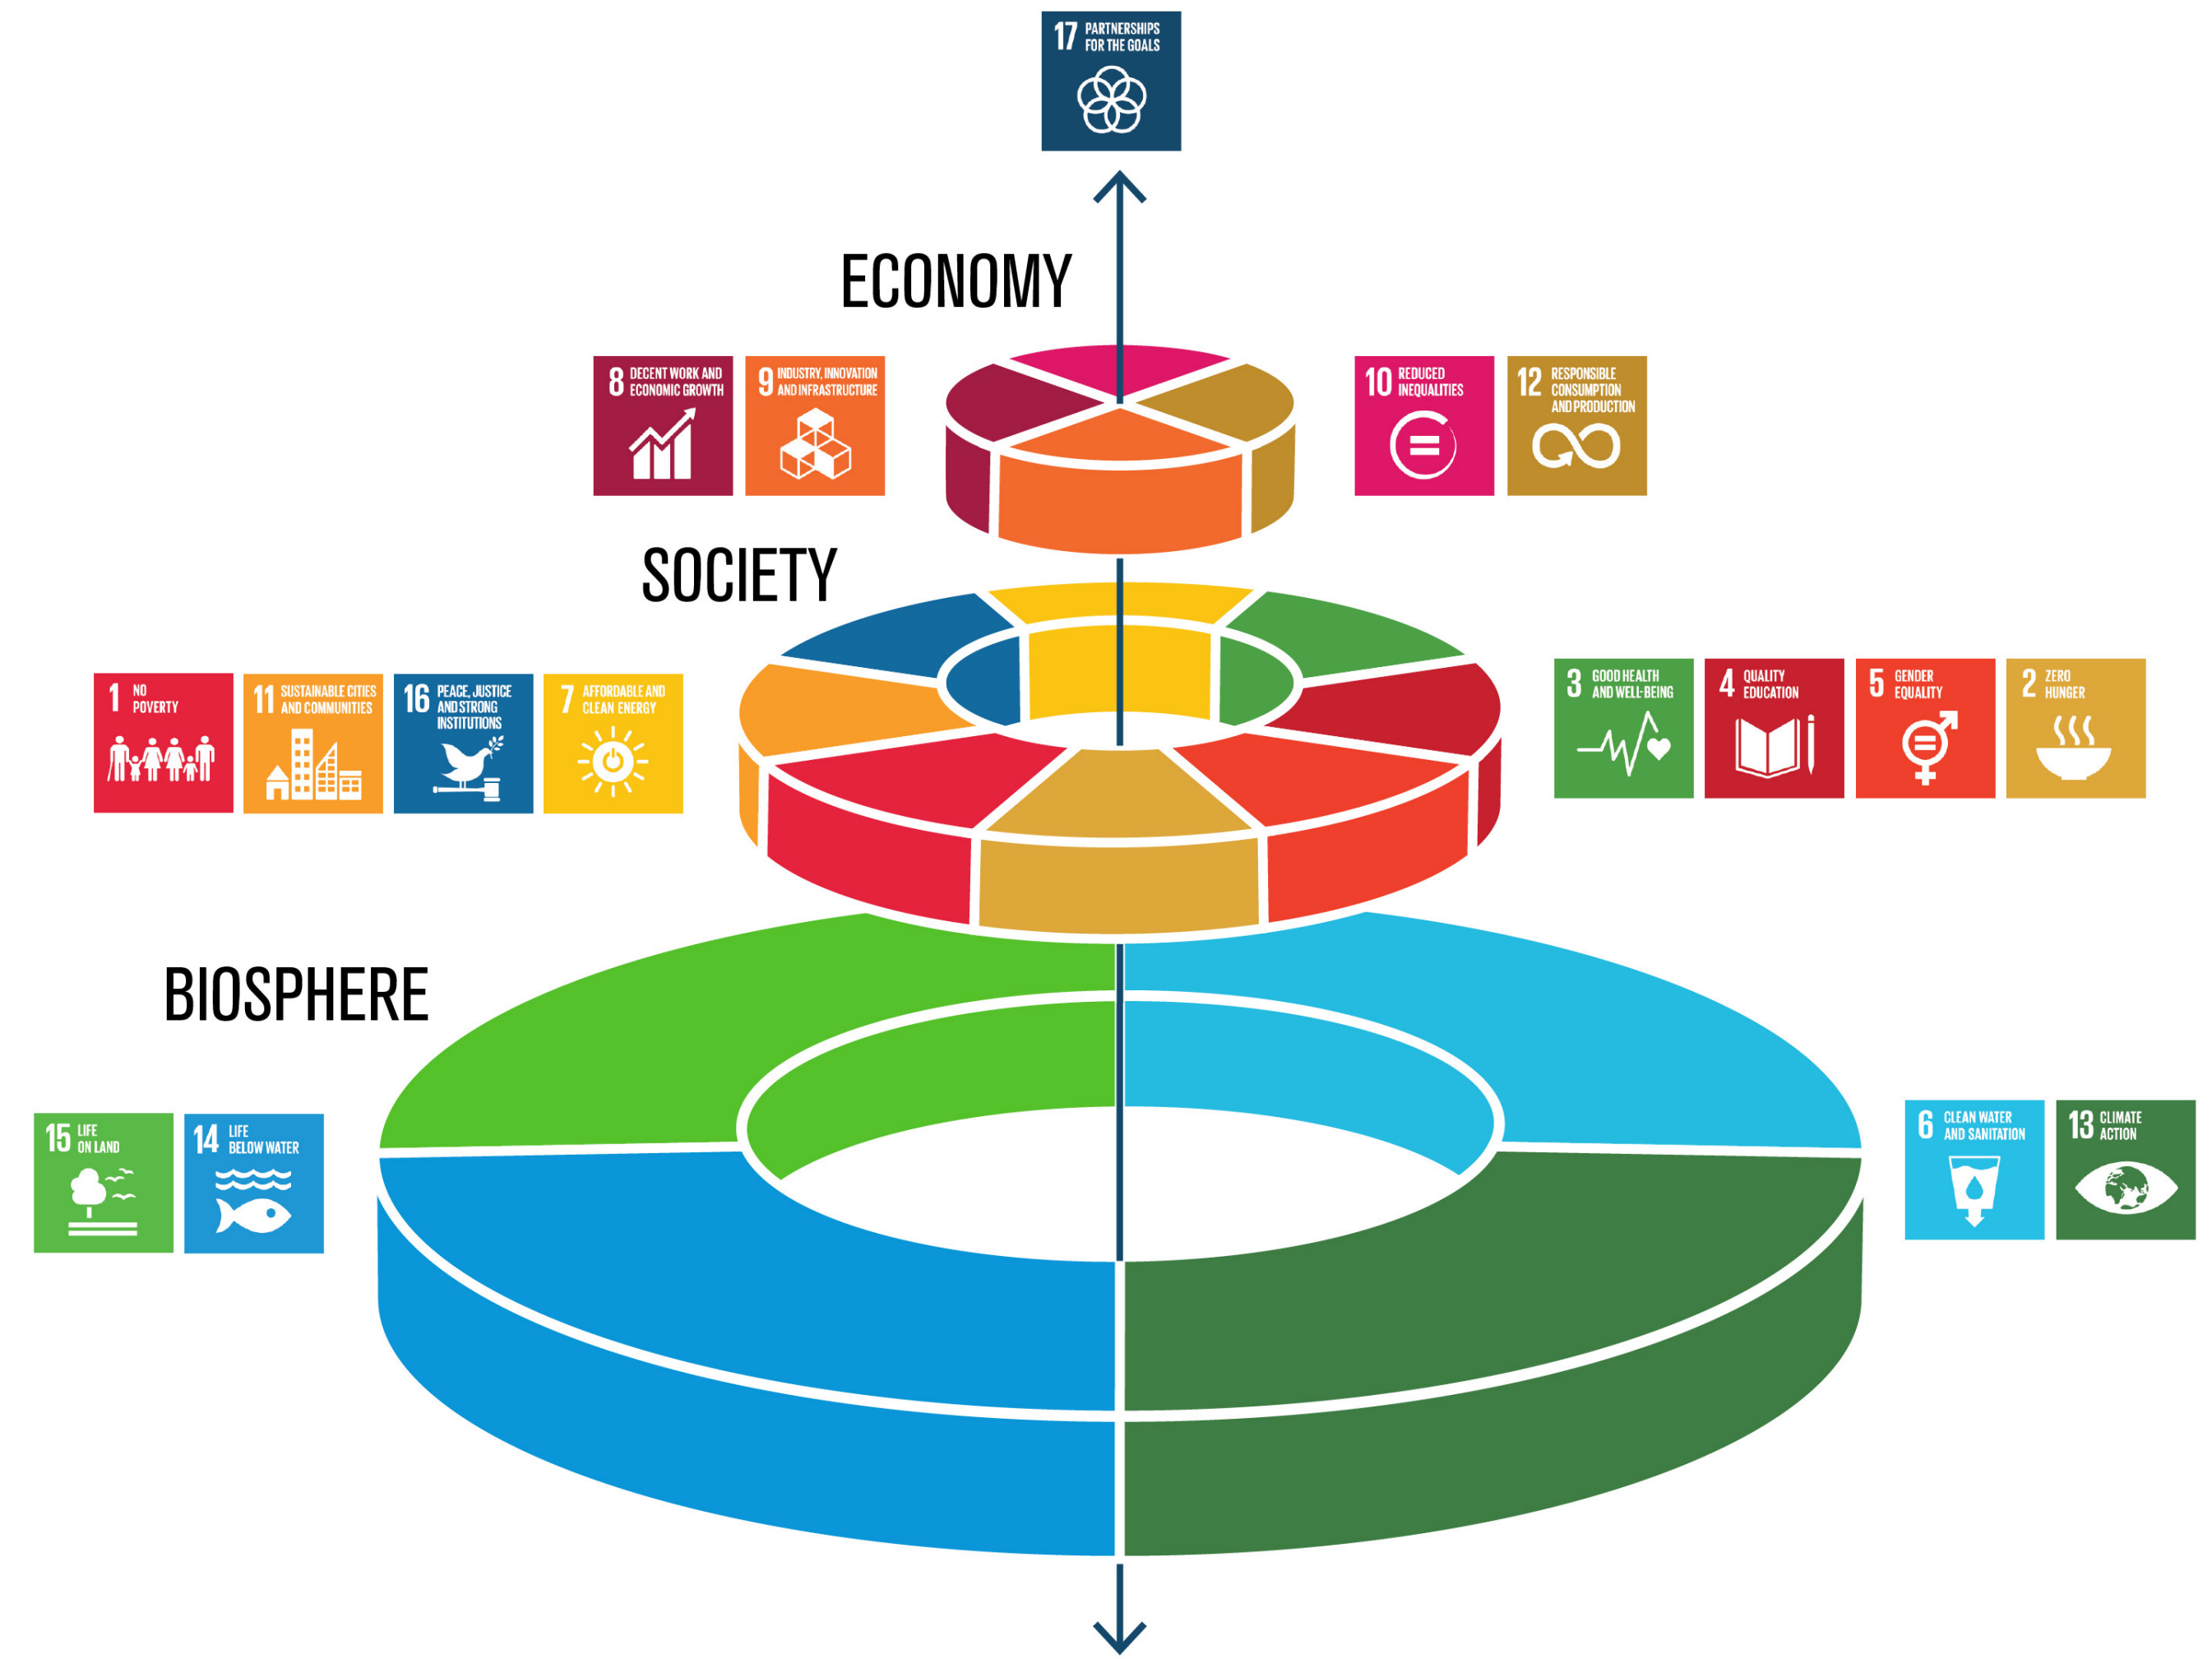 17 PARTNERSHIPS
FOR THE GOALS
ECONOMY
8 DECENT WORK AND
ECONOMIC GROWTH
9 INDUSTRY, INNOVATION
AND INFRASTRUCTURE
10 REDUCED
INEQUALITIES
12 RESPONSIBLE
CONSUMPTION
AND PRODUCTION
SOCIETY
1 NO
POVERTY
11 SUSTAINABLE CITIES
AND COMMUNITIES
16 PEACE, JUSTICE
AND STRONG
INSTITUTIONS
7 AFFORDABLE AND
CLEAN ENERGY
3 GOOD HEALTH
AND WELL-BEING
4 QUALITY
EDUCATION
5 GENDER
EQUALITY
2 ZERO
HUNGER
BIOSPHERE
15 LIFE
ON LAND
14 LIFE
BELOW WATER
6 CLEAN WATER
AND SANITATION
13 CLIMATE
ACTION